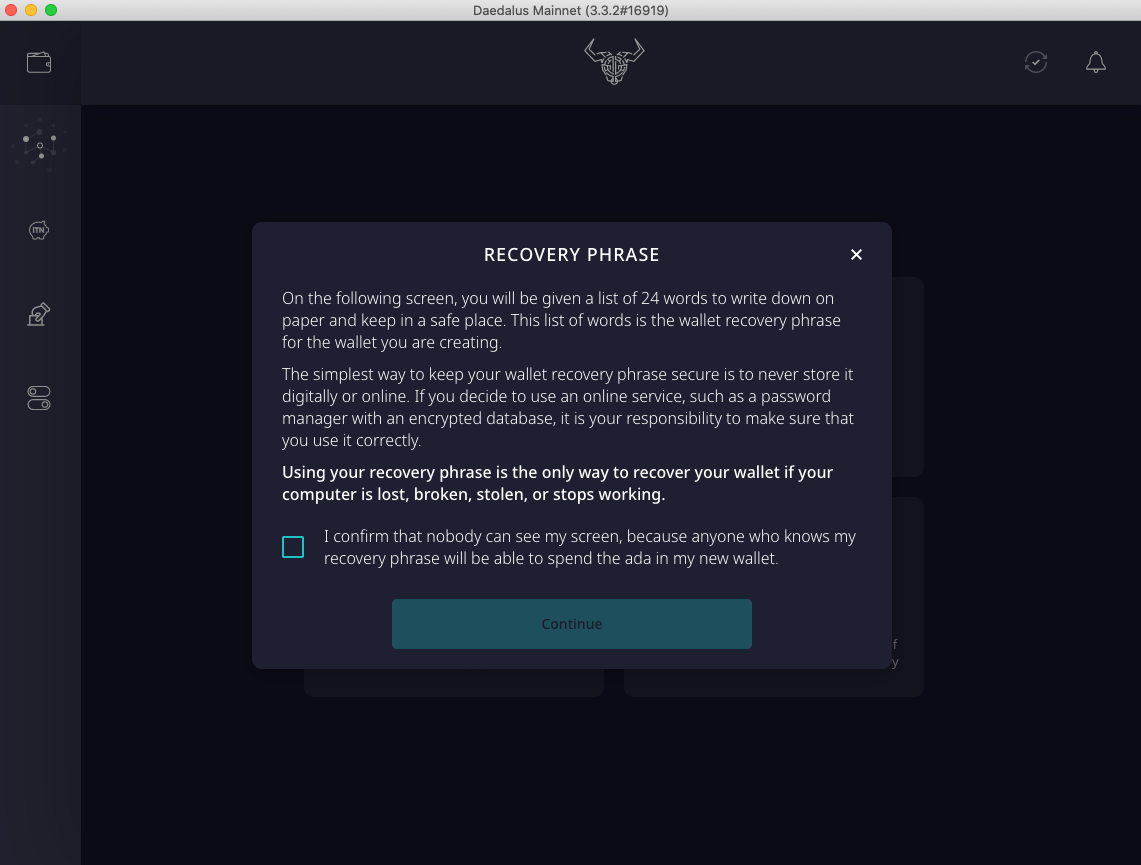 Daedalus Mainnet (3.3.2#16919)
ITN
RECOVERY PHRASE
On the following screen, you will be given a list of 24 words to write down on
paper and keep in a safe place. This list of words is the wallet recovery phrase
for the wallet you are creating.
The simplest way to keep your wallet recovery phrase secure is to never store it
digitally or online. If you decide to use an online service, such as a password
manager with an encrypted database, it is your responsibility to make sure that
you use it correctly.
Using your recovery phrase is the only way to recover your wallet if your
computer is lost, broken, stolen, or stops working.
I confirm that nobody can see my screen, because anyone who knows my
recovery phrase will be able to spend the ada in my new wallet.
Continue